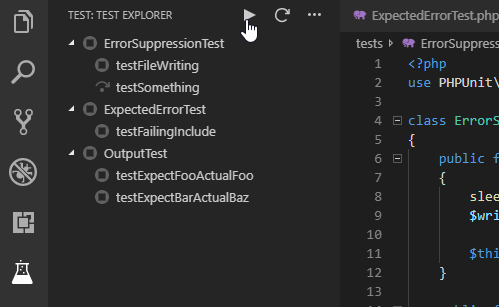 TEST: TEST EXPLORER
ErrorSuppressionTest
testFileWriting
testSomething
ExpectedErrorTest
testFailingInclude
OutputTest
testExpectFooActualFoo
testExpectBarActualBaz
ExpectedErrorTest.php
tests > ErrorSuppress
1 <?php
2 use PHPUnit\
3
4 class ErrorS
5 {
6 public f
7 {
8 slee
9 $wri
10
11 $thi
12 }
13